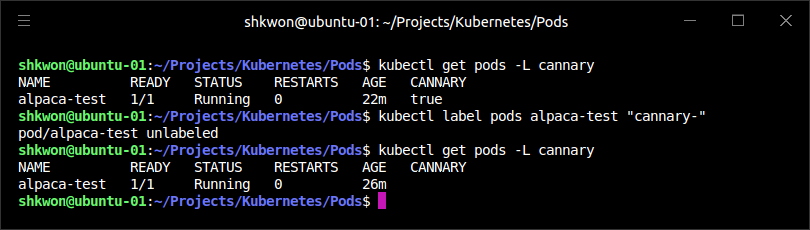 shkwon@ubuntu-01: ~/Projects/Kubernetes/Pods
shkwon@ubuntu-01:~/Projects/Kubernetes/Pods$ kubectl get pods -L cannary
NAME          READY   STATUS    RESTARTS   AGE   CANNARY
alpaca-test   1/1     Running   0          22m   true
shkwon@ubuntu-01:~/Projects/Kubernetes/Pods$ kubectl label pods alpaca-test "cannary-"
pod/alpaca-test unlabeled
shkwon@ubuntu-01:~/Projects/Kubernetes/Pods$ kubectl get pods -L cannary
NAME          READY   STATUS    RESTARTS   AGE   CANNARY
alpaca-test   1/1     Running   0          26m
shkwon@ubuntu-01:~/Projects/Kubernetes/Pods$